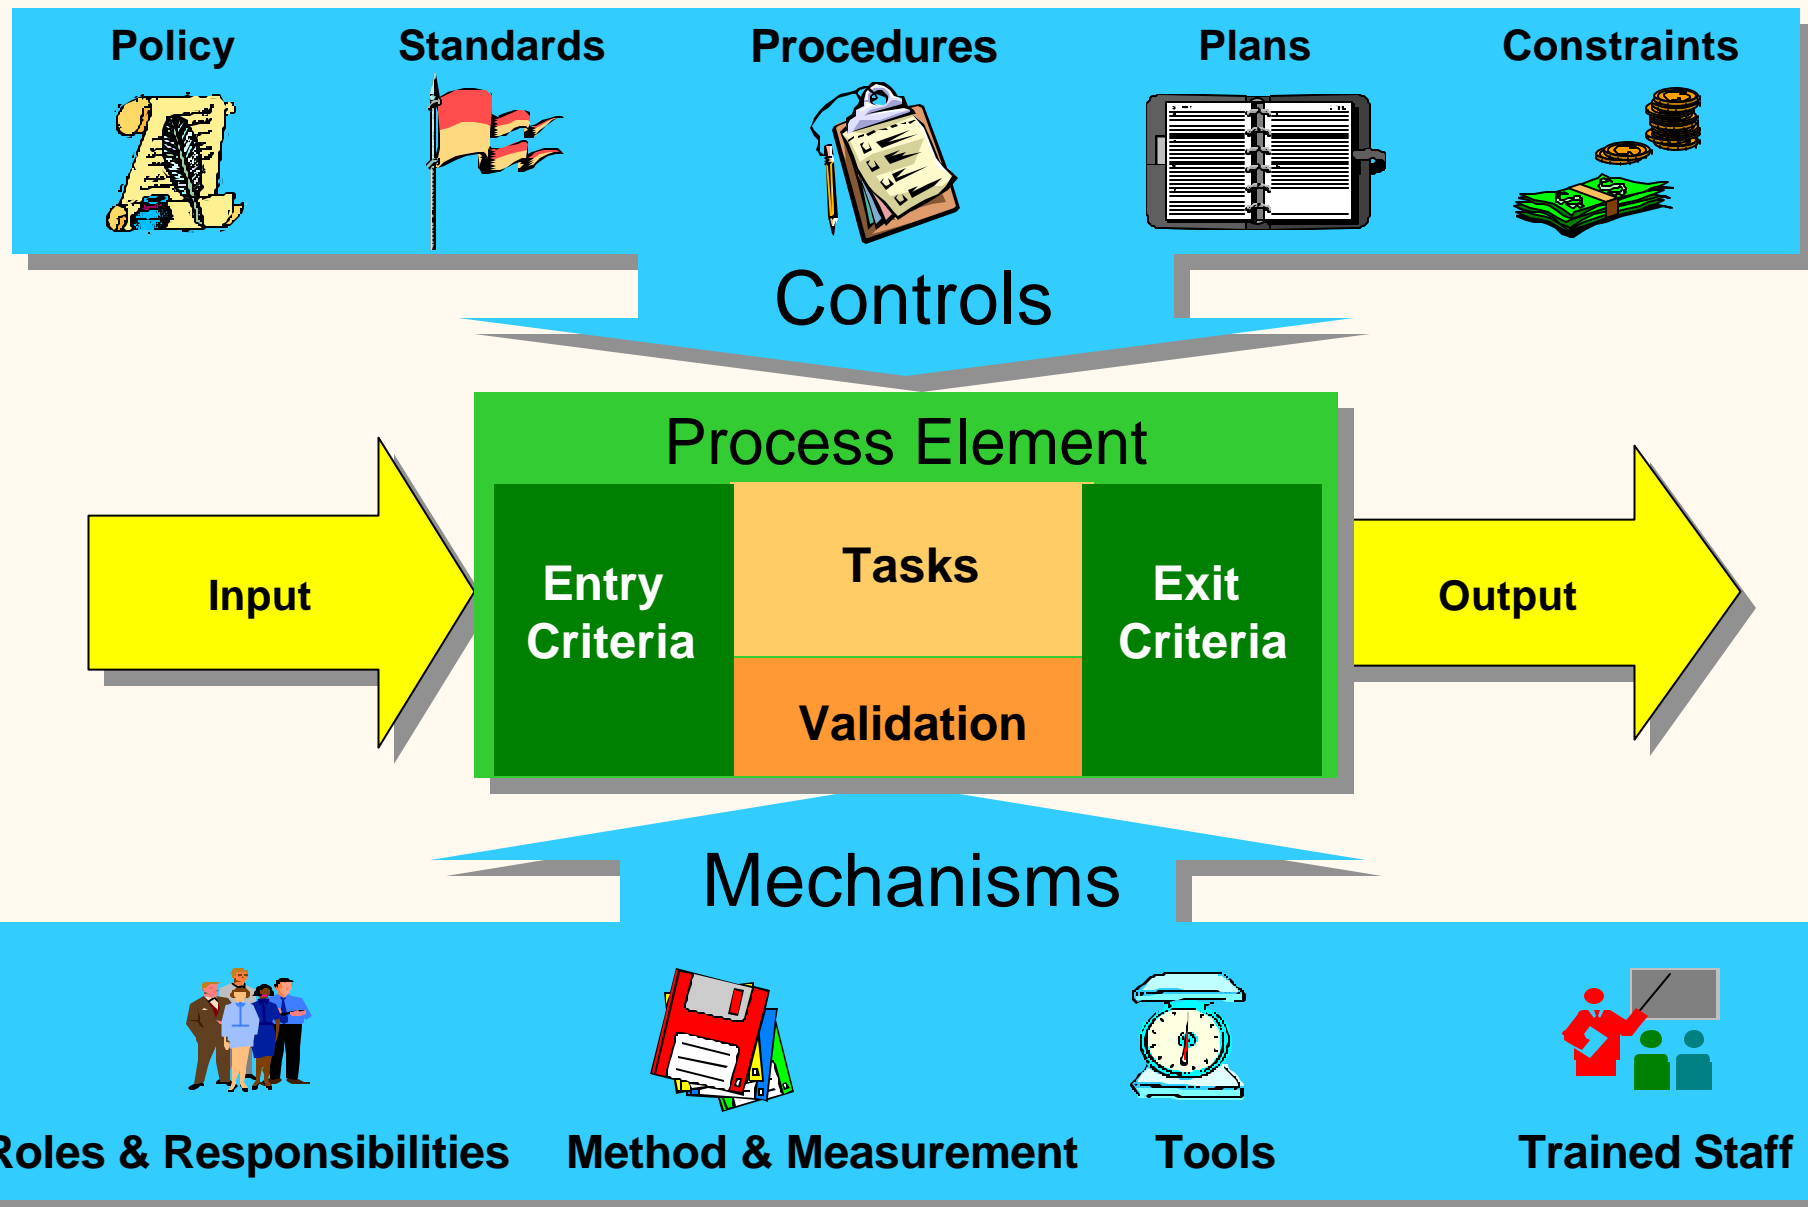 Policy
Standards
Procedures
Plans
Constraints
Controls
Process Element
Input
Entry
Criteria
Tasks
Validation
Exit
Criteria
Output
Mechanisms
Roles & Responsibilities
Method & Measurement
Tools
Trained Staff